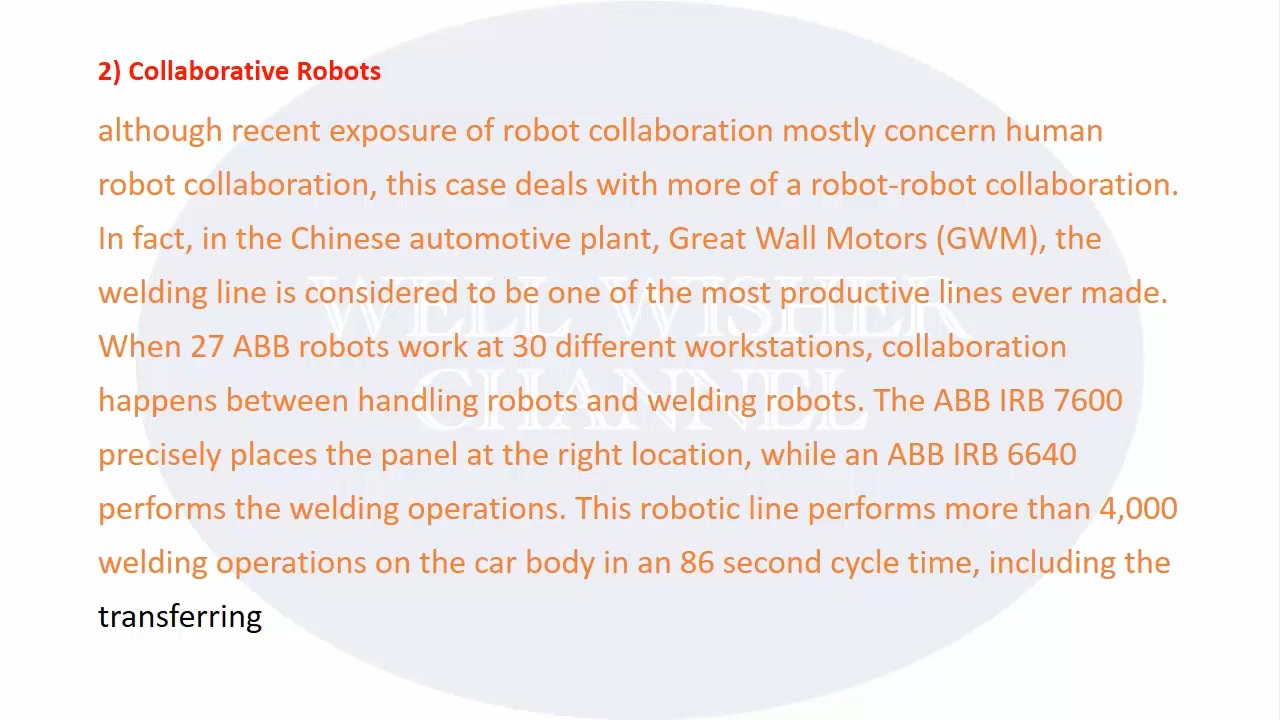 2) Collaborative Robots
although recent exposure of robot collaboration mostly concern human
robot collaboration, this case deals with more of a robot-robot collaboration.
In fact, in the Chinese automotive plant, Great Wall Motors (GWM), the
welding line is considered to be one of the most productive lines ever made.
When 27 ABB robots work at 30 different workstations, collaboration
happens between handling robots and welding robots. The ABB IRB 7600
precisely places the panel at the right location, while an ABB IRB 6640
performs the welding operations. This robotic line performs more than 4,000
welding operations on the car body in an 86 second cycle time, including the
transferring
WELL WISHER
CHANNEL